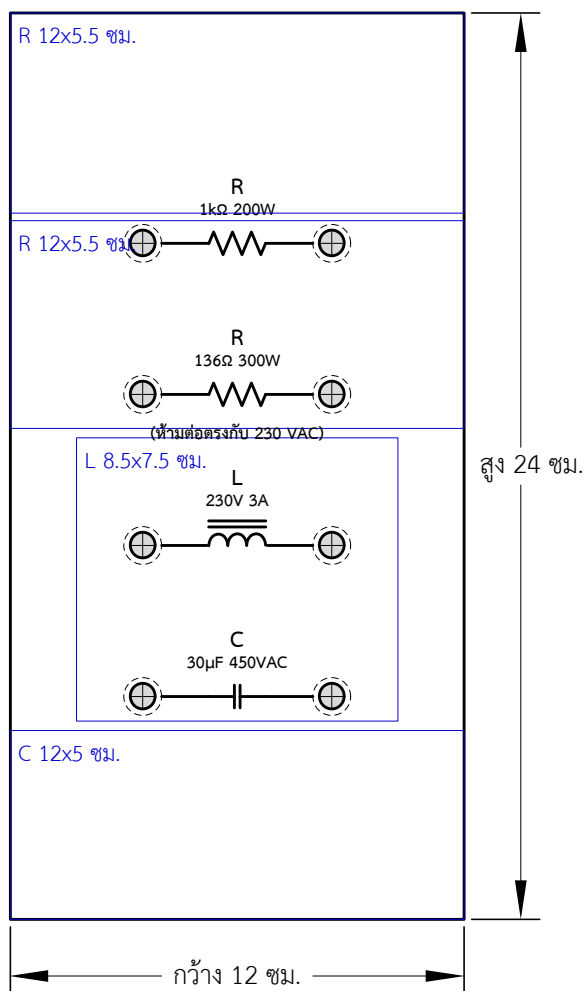 R 12x5.5 ซม.
R
1kΩ 200W
R 12x5.5 ซม.
R
136Ω 300W
(ห้ามต่อตรงกับ 230 VAC)
L 8.5x7.5 ซม.
สูง 24 ซม.
L
230V 3A
C
30µF 450VAC
C 12x5 ซม.
กว้าง 12 ซม.